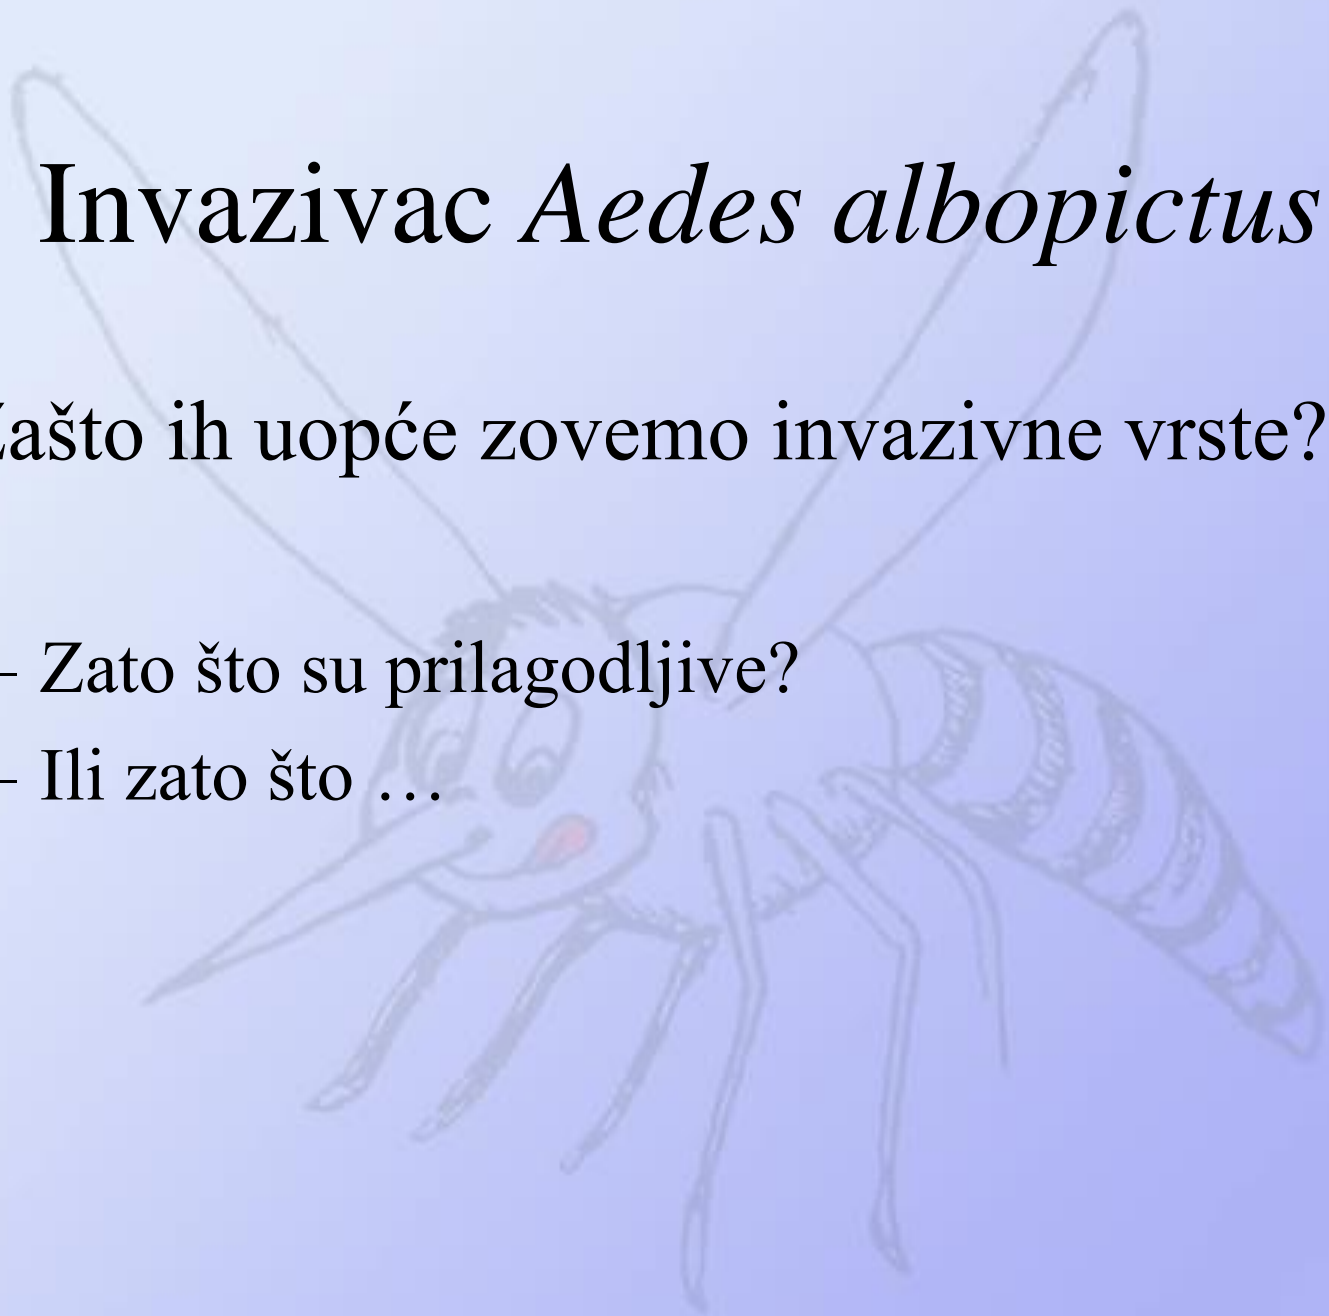 Invazivac Aedes albopictus
Zašto ih uopće zovemo invazivne vrste?
– Zato što su prilagodljive?
– Ili zato što …